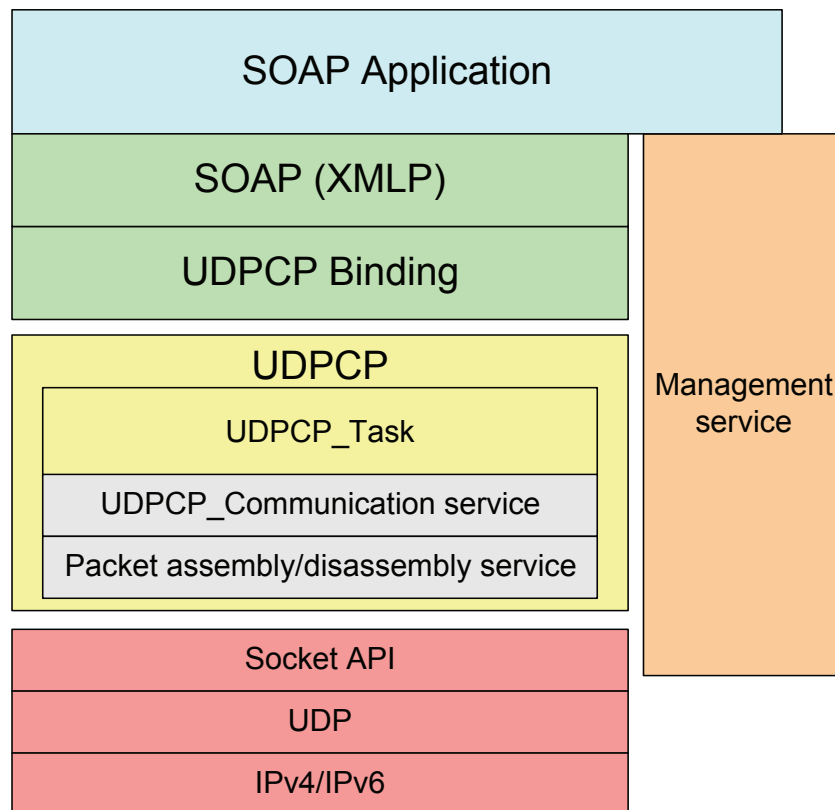 SOAP Application
SOAP (XMLP)
UDPCP Binding
UDPCP
UDPCP_Task
UDPCP_Communication service
Packet assembly/disassembly service
Management
service
Socket API
UDP
IPv4/IPv6